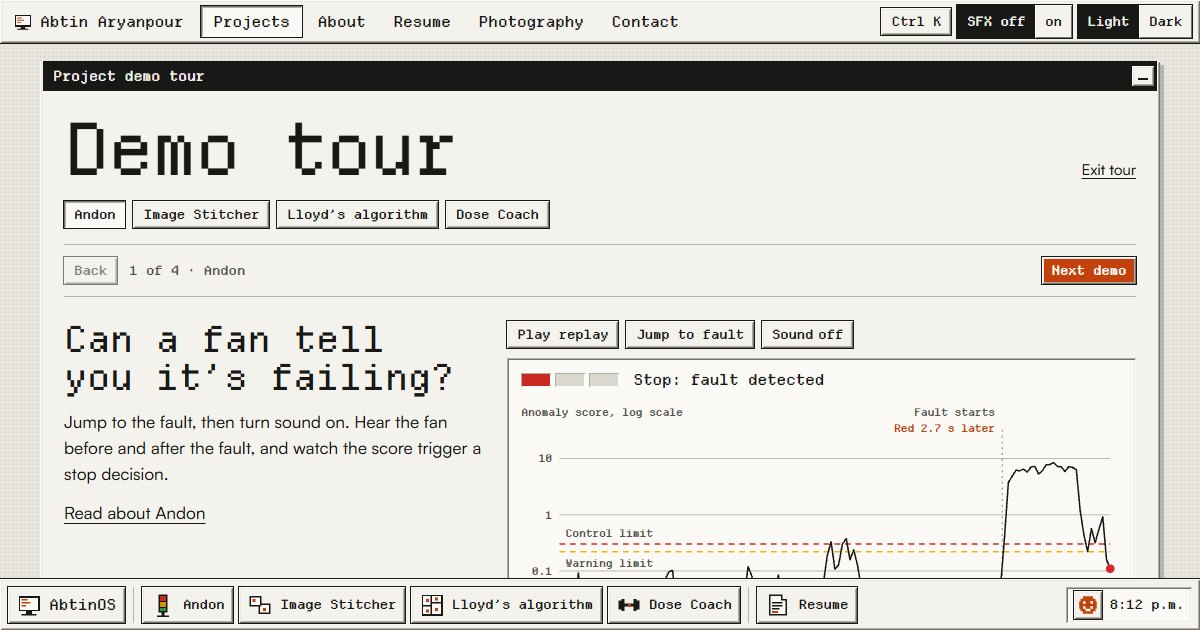 Abtin Aryanpour Projects About Resume Photography Contact Ctrl K SFX off on Light Dark
Project demo tour
Demo tour
Exit tour
Andon Image Stitcher Lloyd's algorithm Dose Coach
Back 1 of 4 · Andon Next demo
Can a fan tell
you it's failing?
Jump to the fault, then turn sound on. Hear the fan
before and after the fault, and watch the score trigger a
stop decision.
Read about Andon
Play replay Jump to fault Sound off
Stop: fault detected
Anomaly score, log scale
Fault starts
Red 2.7 s later
10
1
Control limit
Warning limit
0.1
AbtinOS Andon Image Stitcher Lloyd's algorithm Dose Coach Resume 8:12 p.m.